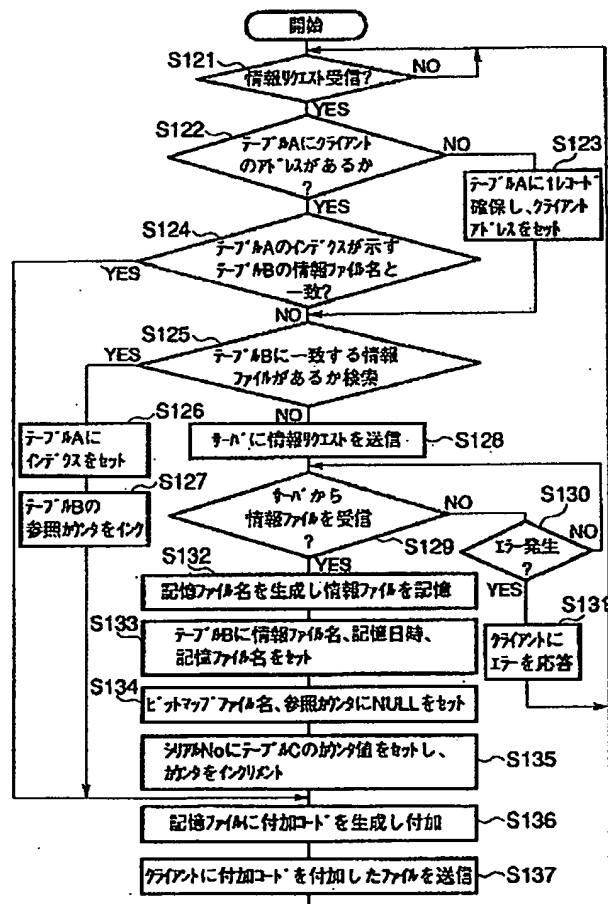 開始
S121
情報リクエスト受信?
NO
YES
S122
テーブルAにクライアント
のアドレスがあるか
?
NO
S123
テーブルAに1レコード
確保し、クライアント
アドレスをセット
YES
S124
テーブルAのインデックスが示す
テーブルBの情報ファイル名と
一致?
YES
NO
S125
YES
テーブルBに一致する情報
ファイルがあるか検索
S126
NO
テーブルAに
インデックスをセット
サーバに情報リクエストを送信
S128
S127
テーブルBの
参照カウンタをインク
サーバから
情報ファイルを受信
?
NO
S129
S130
エラー発生
?
NO
YES
S132
YES
記憶ファイル名を生成し情報ファイルを記憶
S131
クライアントに
エラーを応答
S133
テーブルBに情報ファイル名、記憶日時、
記憶ファイル名をセット
S134
ビットマップファイル名、参照カウンタにNULLをセット
シリアルNoにテーブルCのカウンタ値をセットし、
カウンタをインクリメント
S135
記憶ファイルに付加コードを生成し付加
S136
クライアントに付加コードを付加したファイルを送信
S137